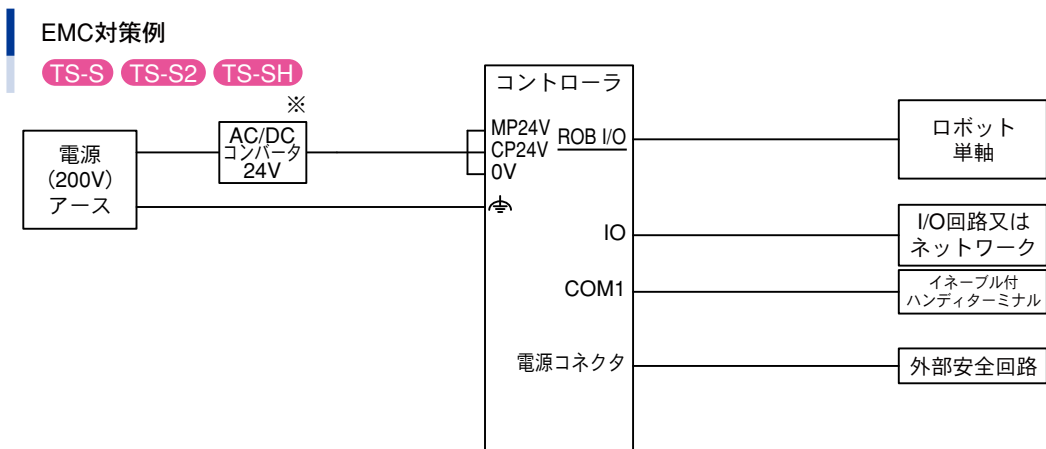 EMC対策例
TS-S TS-S2 TS-SH
※
電源
(200V)
アース
AC/DC
コンバータ
24V
コントローラ
MP24V
CP24V
0V
ROB I/O
IO
COM1
電源コネクタ
ロボット
単軸
I/O回路又は
ネットワーク
イネーブル付
ハンディターミナル
外部安全回路